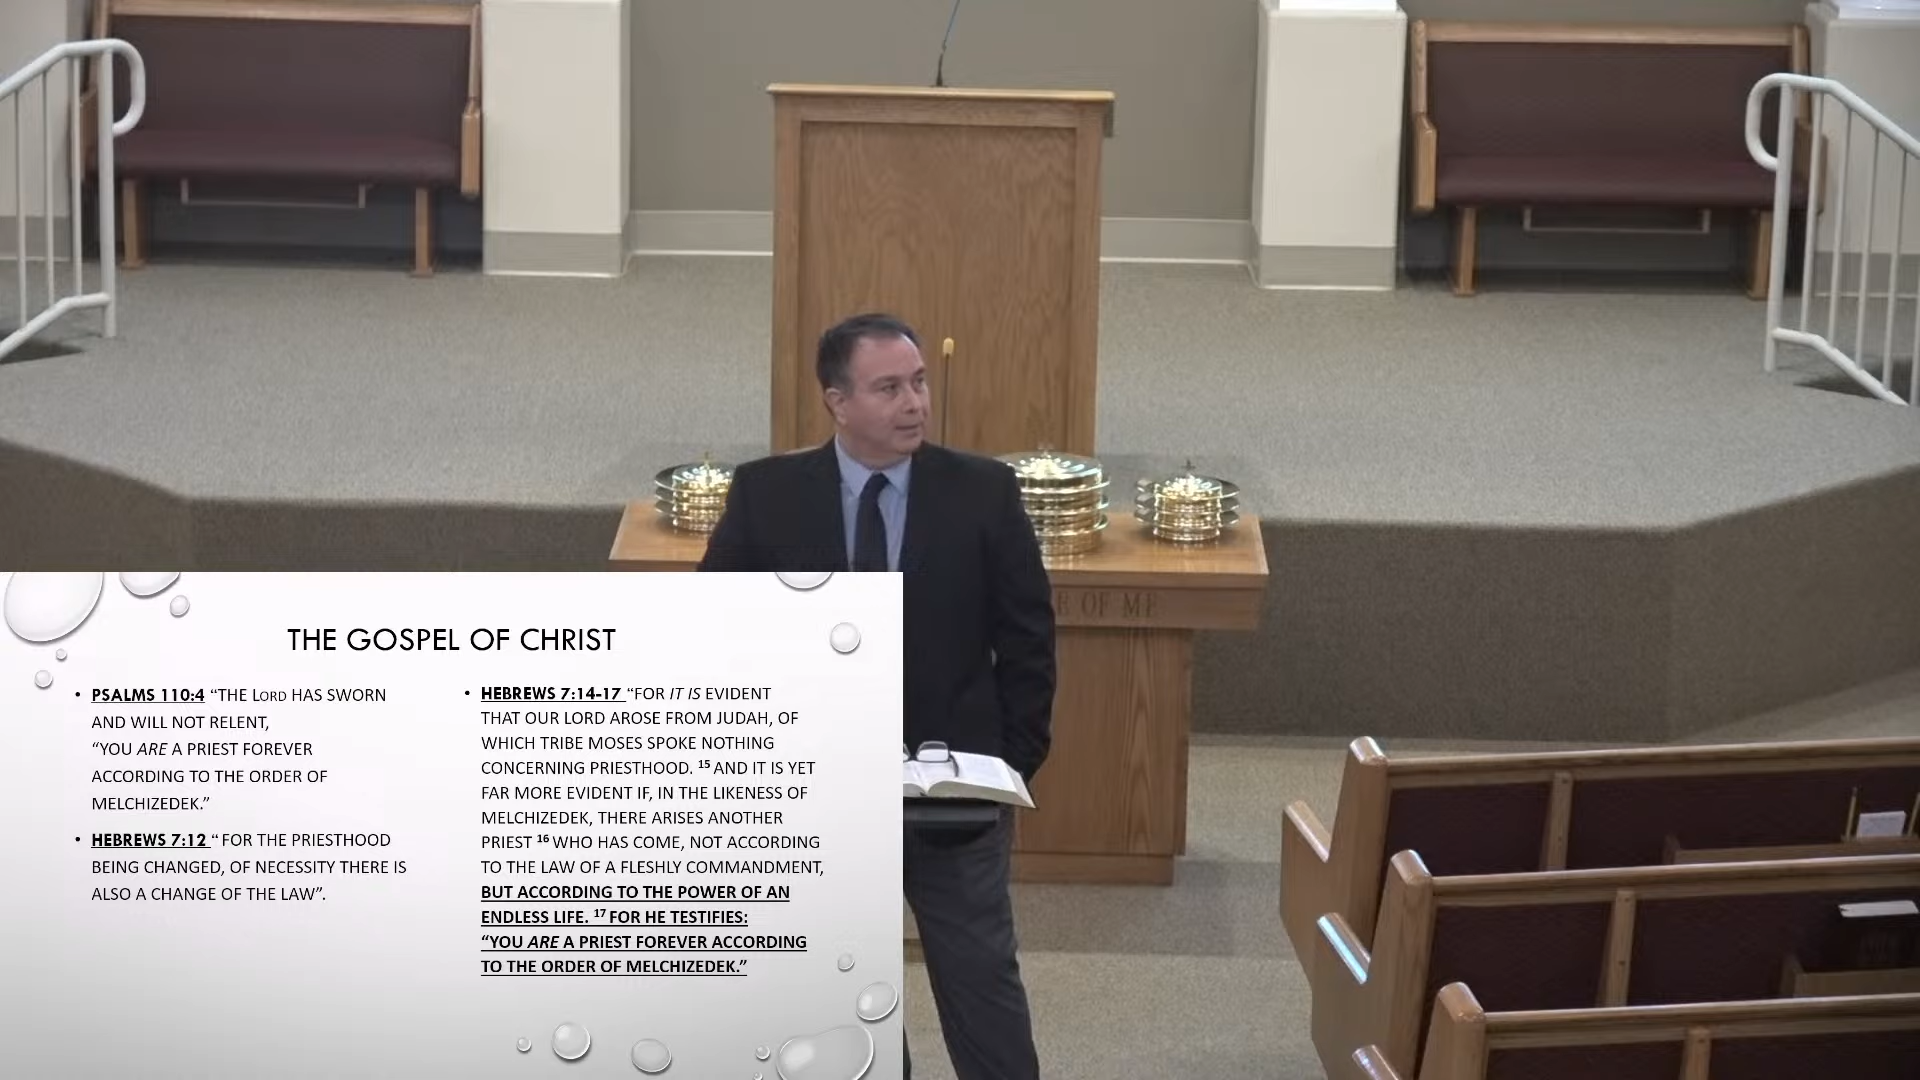 THE GOSPEL OF CHRIST
• PSALMS 110:4 “THE LORD HAS SWORN
AND WILL NOT RELENT,
“YOU ARE A PRIEST FOREVER
ACCORDING TO THE ORDER OF
MELCHIZEDEK.”
• HEBREWS 7:12 “ FOR THE PRIESTHOOD
BEING CHANGED, OF NECESSITY THERE IS
ALSO A CHANGE OF THE LAW”.
• HEBREWS 7:14-17 “FOR IT IS EVIDENT
THAT OUR LORD AROSE FROM JUDAH, OF
WHICH TRIBE MOSES SPOKE NOTHING
CONCERNING PRIESTHOOD. 15 AND IT IS YET
FAR MORE EVIDENT IF, IN THE LIKENESS OF
MELCHIZEDEK, THERE ARISES ANOTHER
PRIEST 16 WHO HAS COME, NOT ACCORDING
TO THE LAW OF A FLESHLY COMMANDMENT,
BUT ACCORDING TO THE POWER OF AN
ENDLESS LIFE. 17 FOR HE TESTIFIES:
“YOU ARE A PRIEST FOREVER ACCORDING
TO THE ORDER OF MELCHIZEDEK.”
OF ME